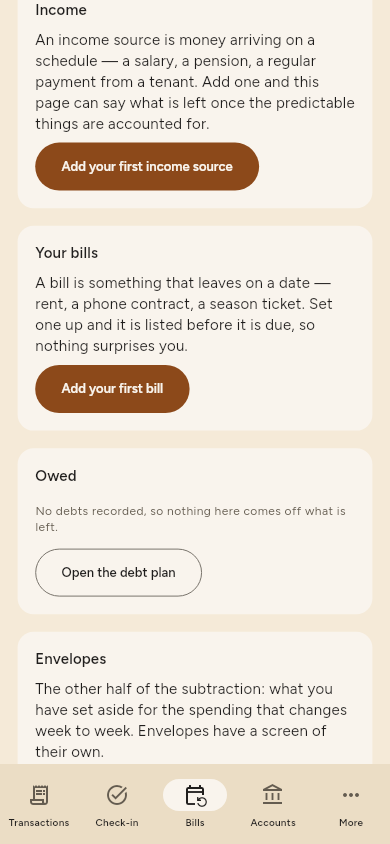 Income
An income source is money arriving on a
schedule — a salary, a pension, a regular
payment from a tenant. Add one and this
page can say what is left once the predictable
things are accounted for.
Add your first income source
Your bills
A bill is something that leaves on a date —
rent, a phone contract, a season ticket. Set
one up and it is listed before it is due, so
nothing surprises you.
Add your first bill
Owed
No debts recorded, so nothing here comes off what is
left.
Open the debt plan
Envelopes
The other half of the subtraction: what you
have set aside for the spending that changes
week to week. Envelopes have a screen of
their own.
Transactions
Check-in
Bills
Accounts
More